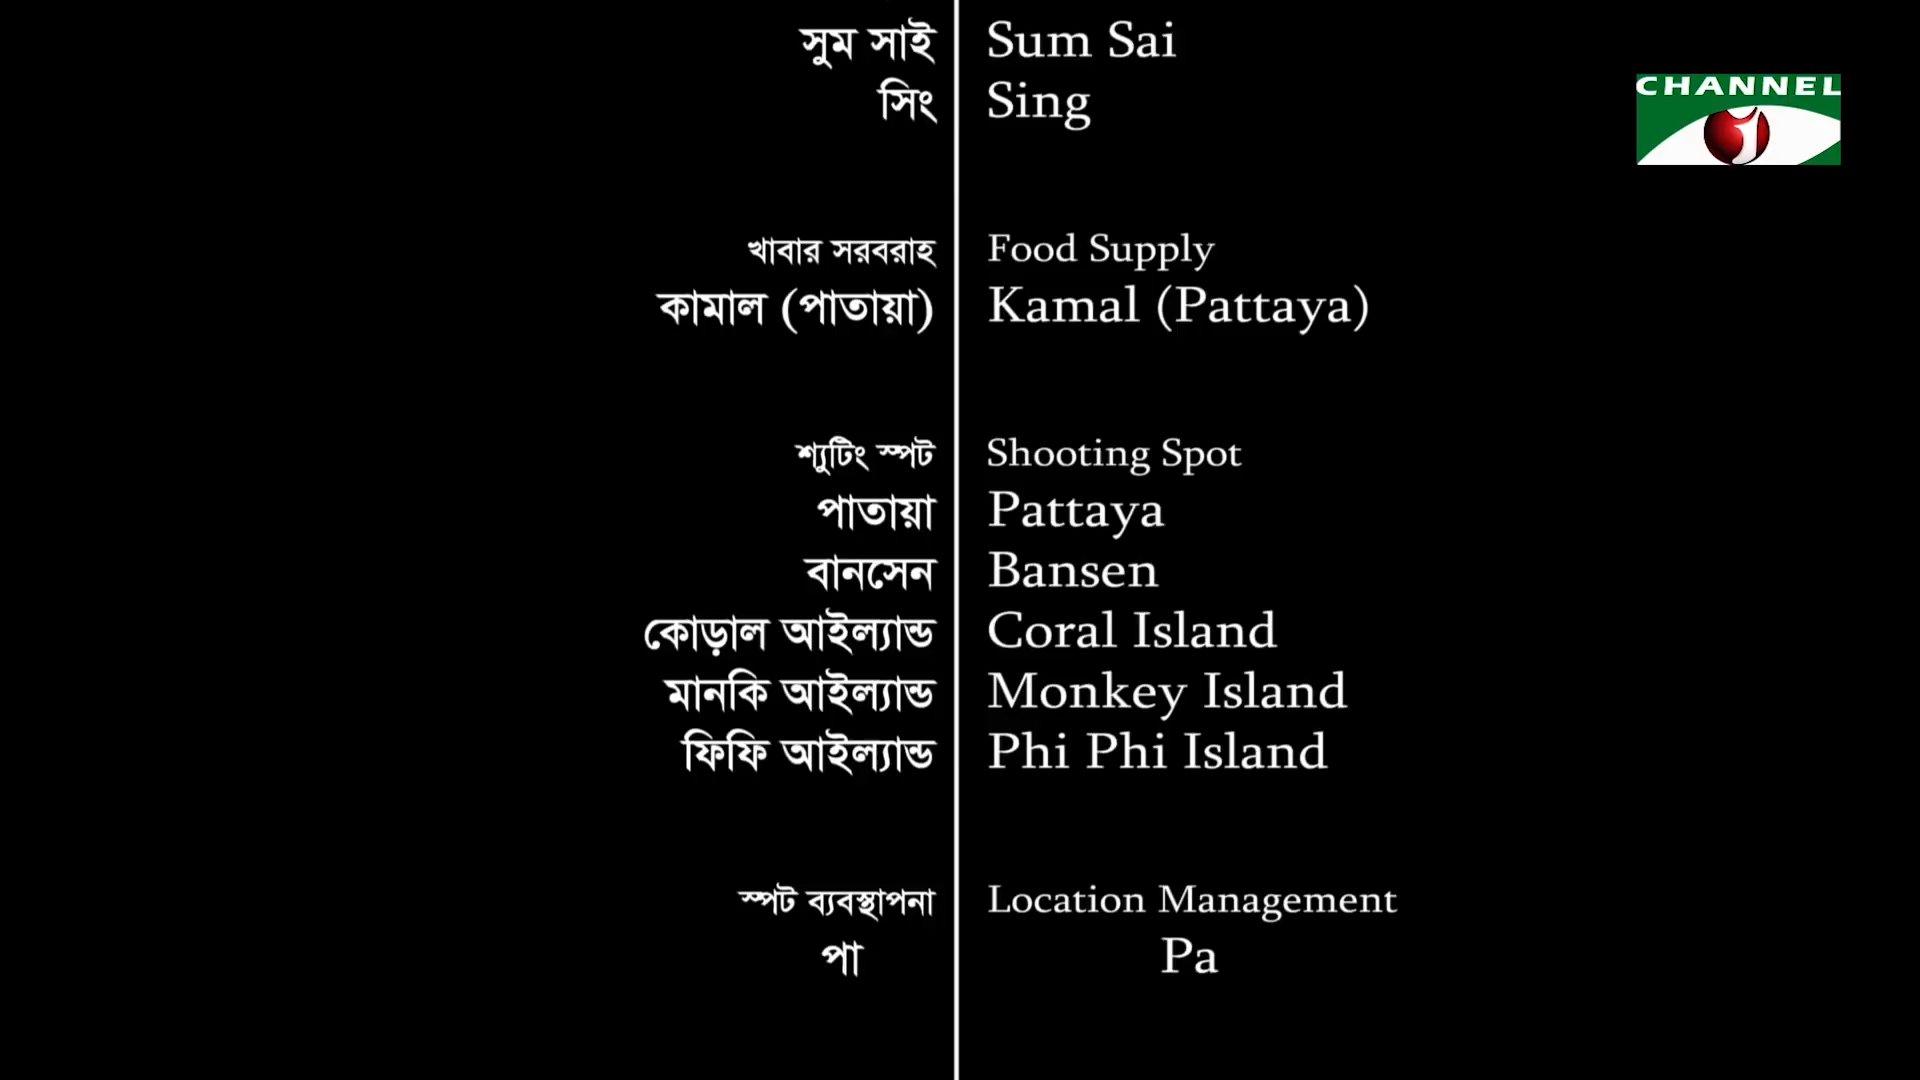 সুম সাই Sum Sai
সিং Sing
CHANNEL i
খাবার সরবরাহ Food Supply
কামাল (পাতায়া) Kamal (Pattaya)
শ্যুটিং স্পট Shooting Spot
পাতায়া Pattaya
বানসেন Bansen
কোড়াল আইল্যান্ড Coral Island
মানকি আইল্যান্ড Monkey Island
ফিফি আইল্যান্ড Phi Phi Island
স্পট ব্যবস্থাপনা Location Management
পা Pa